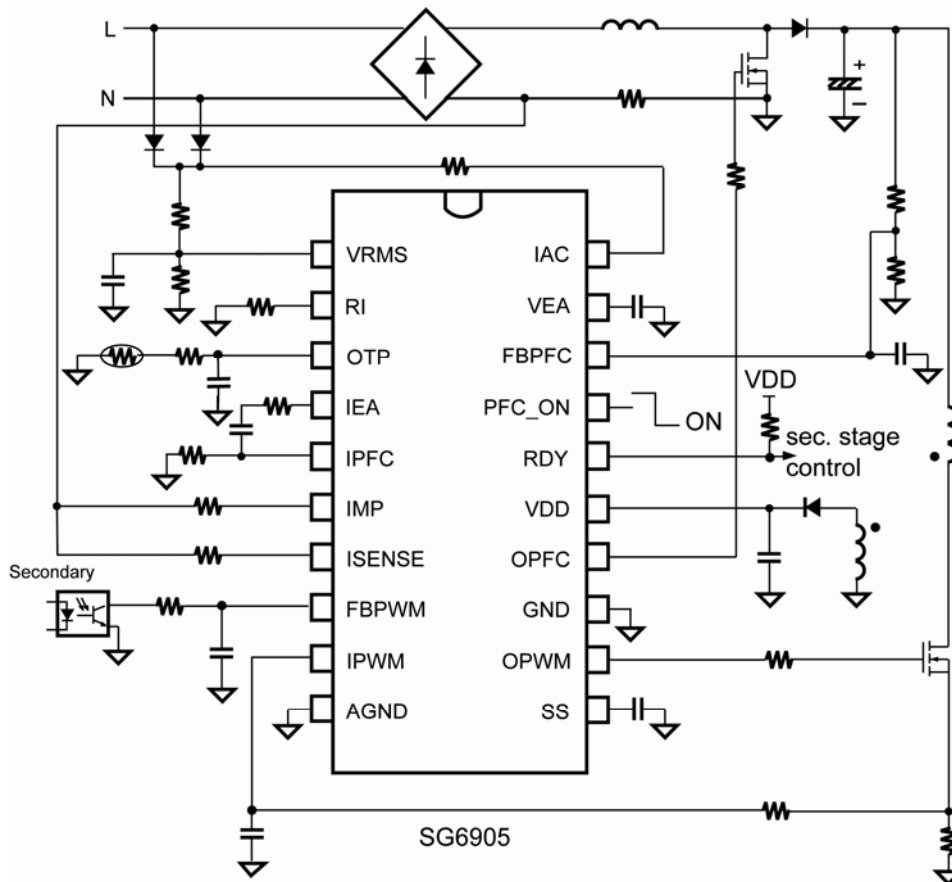 L
N
VRMS
IAC
RI
VEA
OTP
FBPFC
IEA
PFC_ON
ON
VDD
IPFC
RDY
sec. stage
control
IMP
VDD
ISENSE
OPFC
Secondary
FBPWM
GND
IPWM
OPWM
AGND
SS
SG6905
+
−